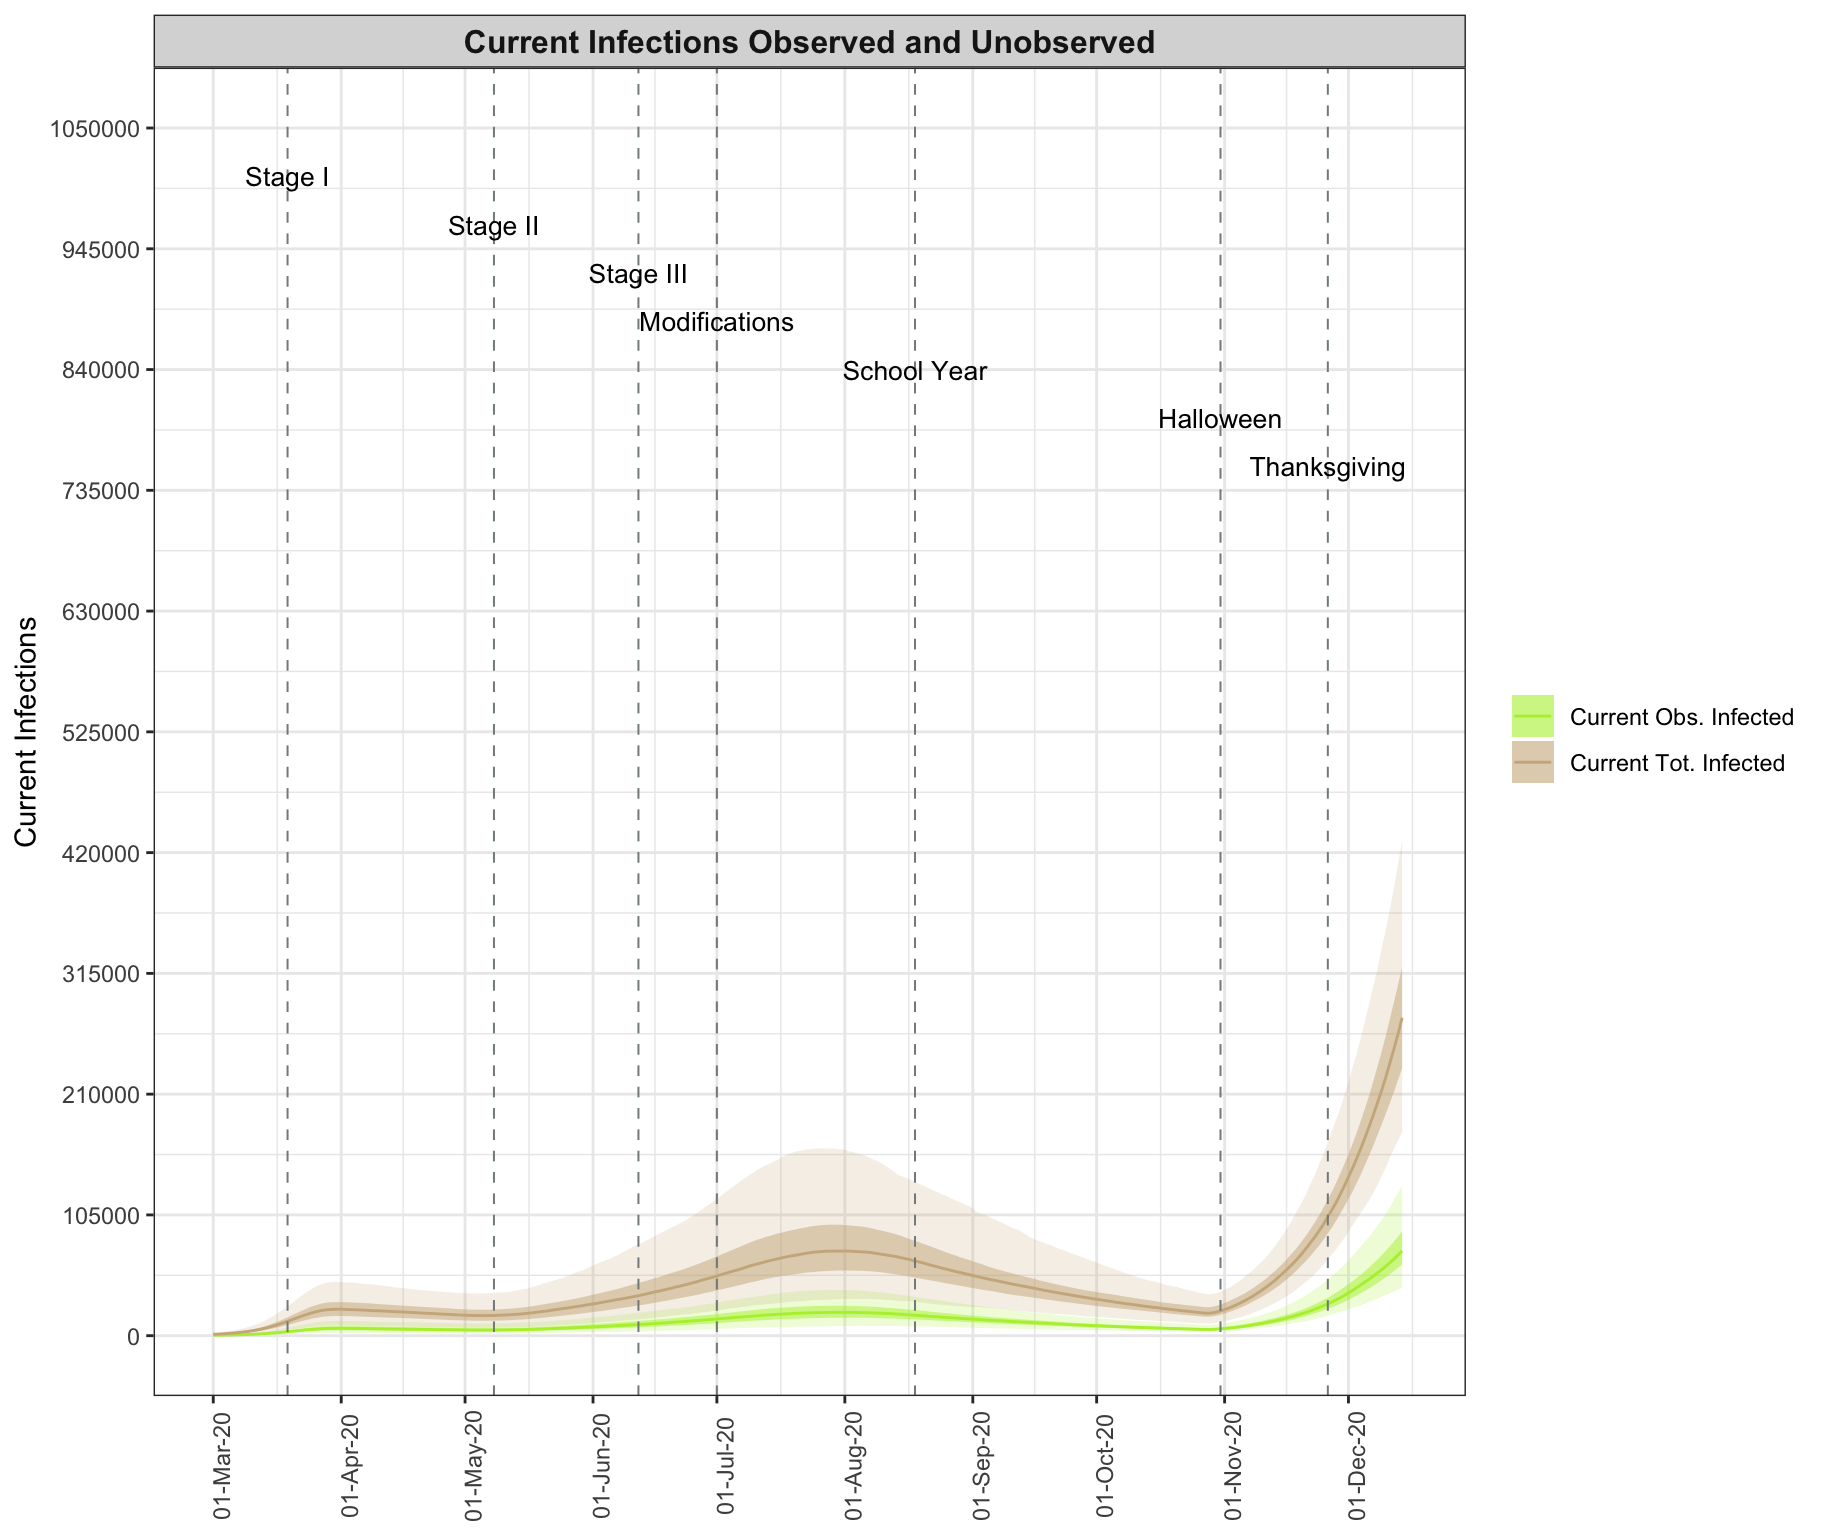 Current Infections Observed and Unobserved
Current Infections
1050000
945000
840000
735000
630000
525000
420000
315000
210000
105000
0
Stage I
Stage II
Stage III
Modifications
School Year
Halloween
Thanksgiving
01-Mar-20
01-Apr-20
01-May-20
01-Jun-20
01-Jul-20
01-Aug-20
01-Sep-20
01-Oct-20
01-Nov-20
01-Dec-20
Current Obs. Infected
Current Tot. Infected